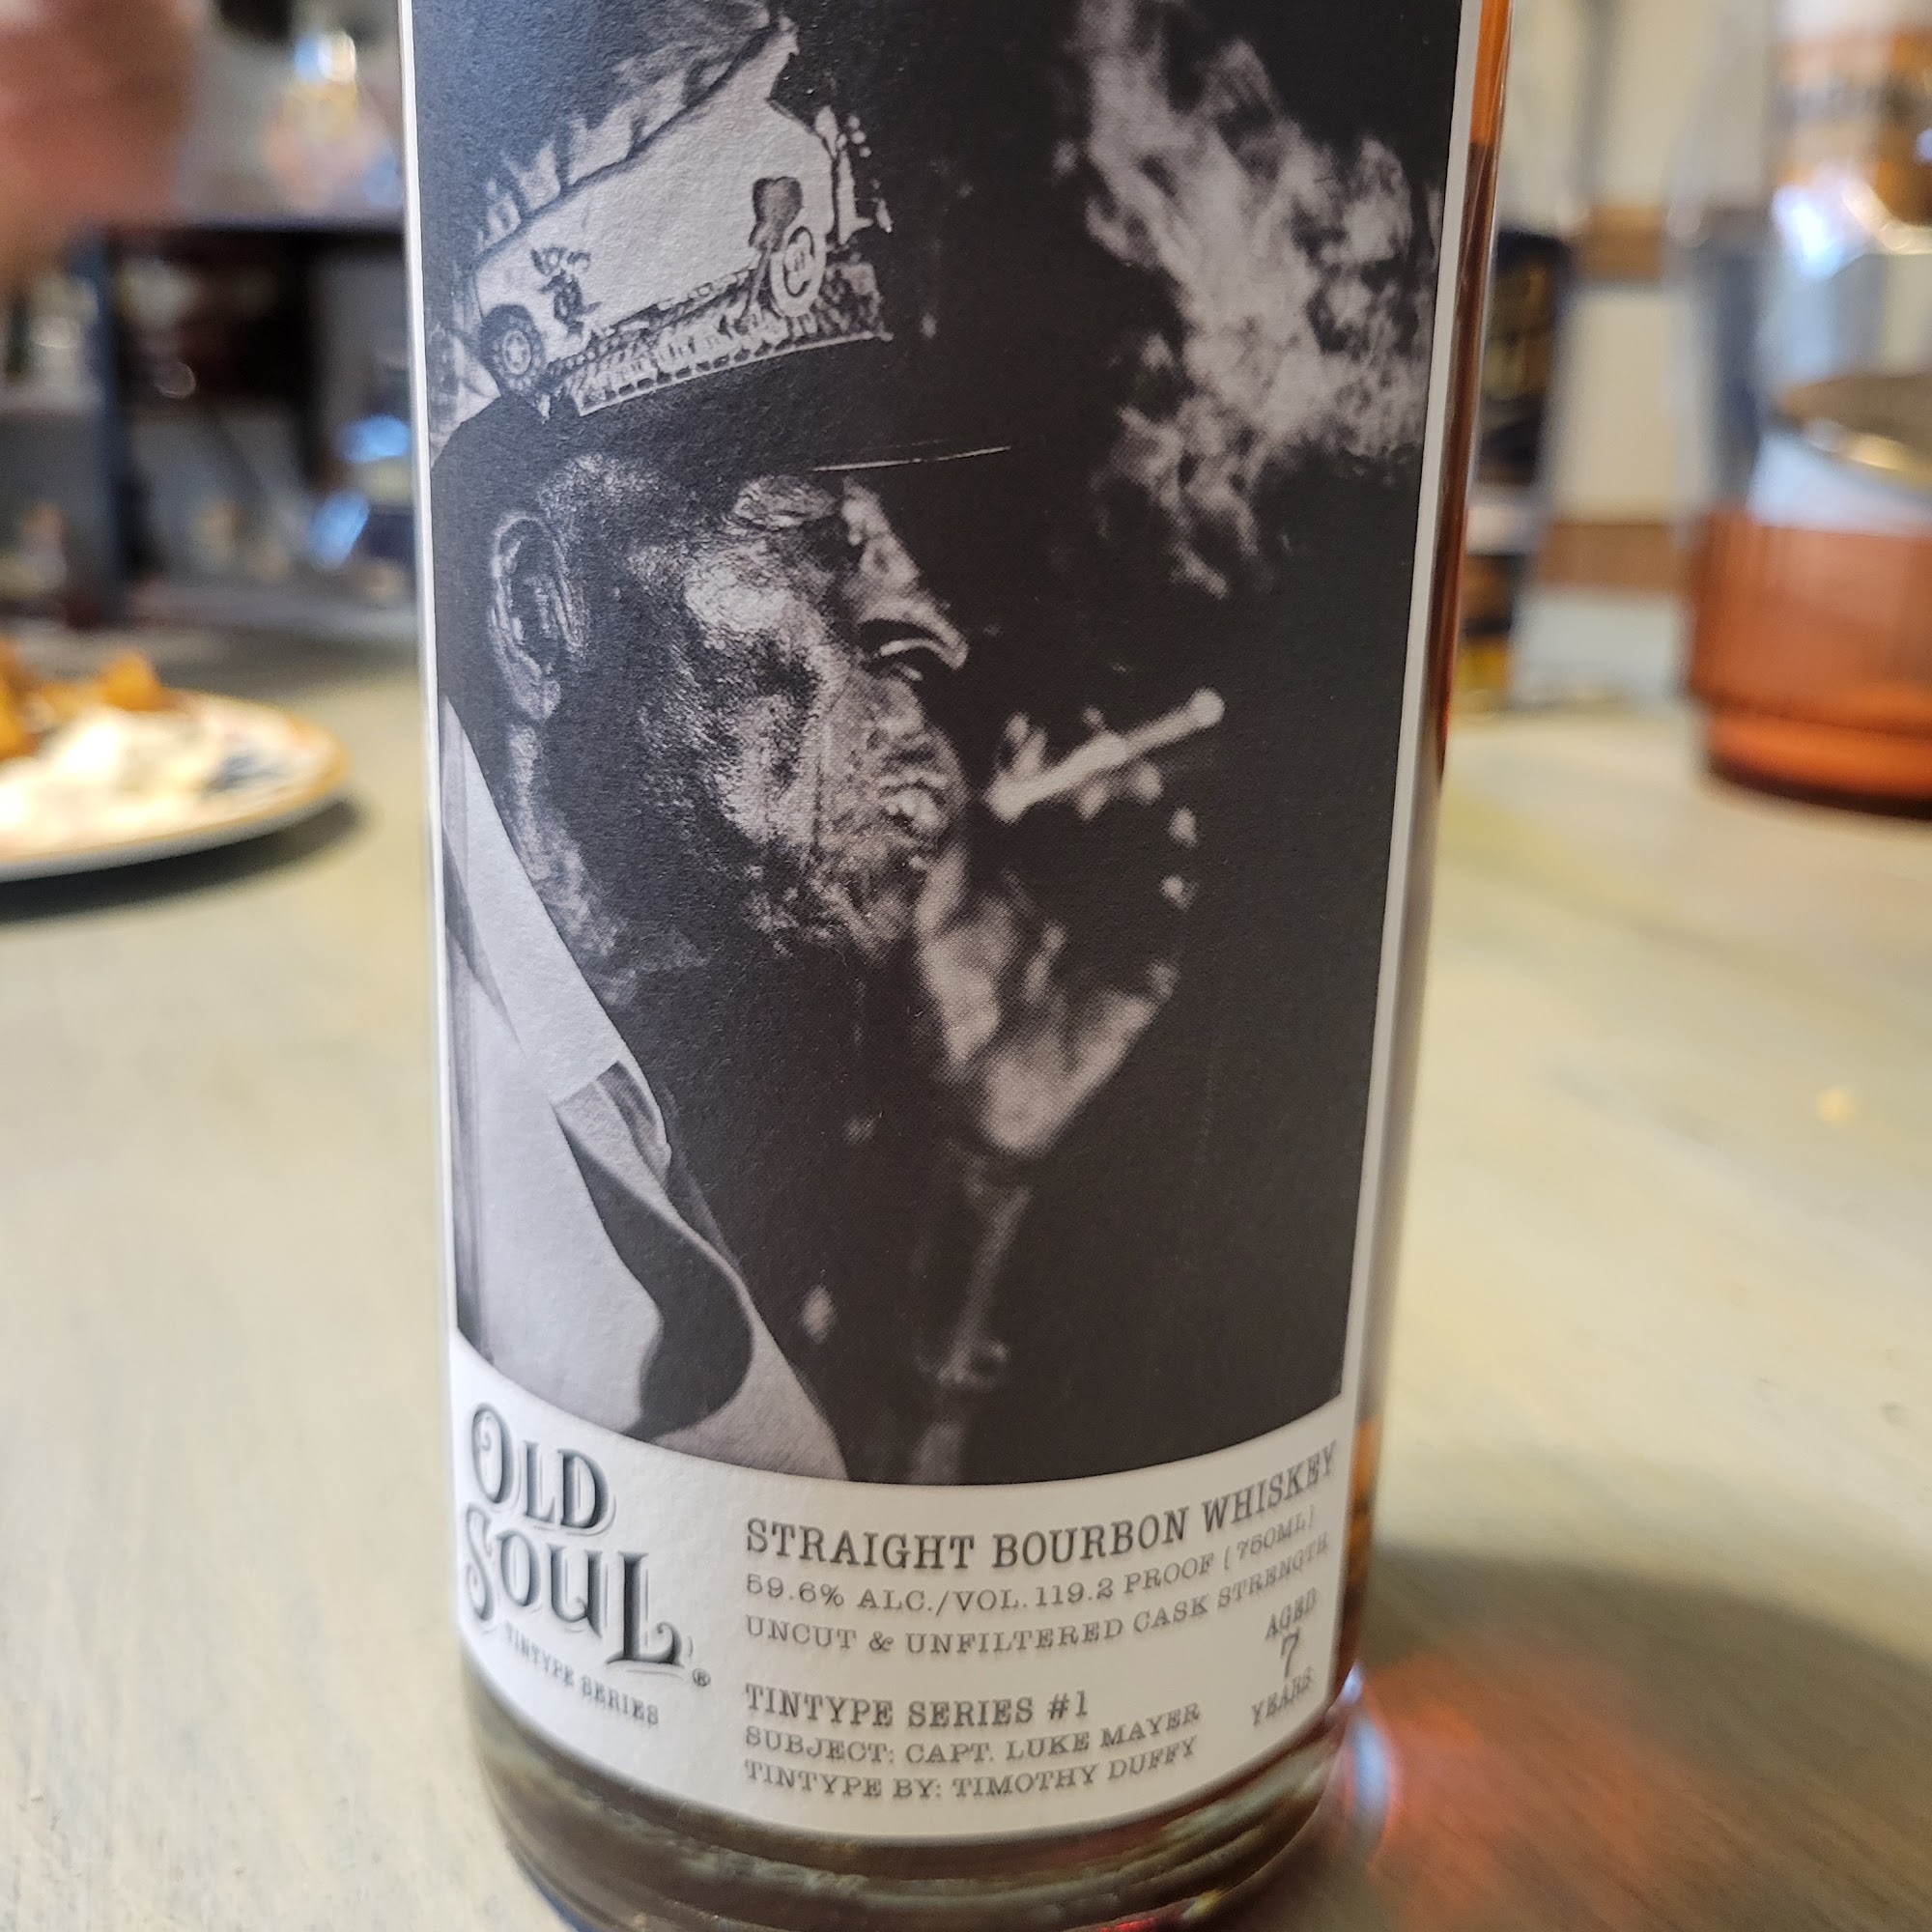 OLD
SOUL®
TINTYPE SERIES
STRAIGHT BOURBON WHISKEY
59.6% ALC./VOL. 119.2 PROOF [750ML]
UNCUT & UNFILTERED CASK STRENGTH
AGED
7
YEARS
TINTYPE SERIES #1
SUBJECT: CAPT. LUKE MAYER
TINTYPE BY: TIMOTHY DUFFY